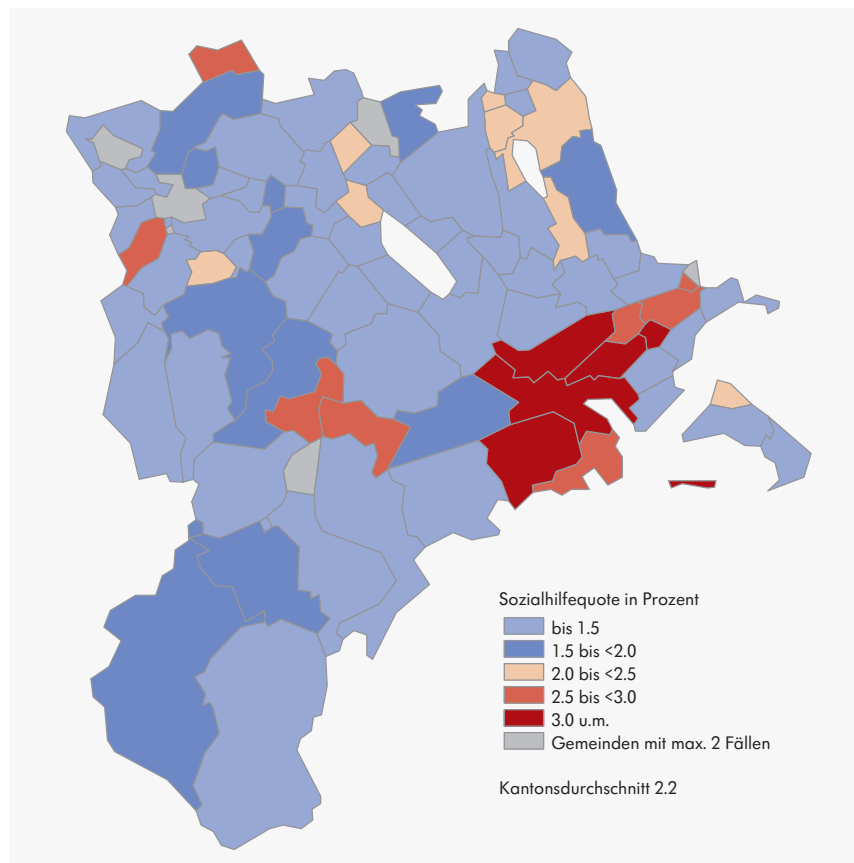 Sozialhilfequote in Prozent
bis 1.5
1.5 bis <2.0
2.0 bis <2.5
2.5 bis <3.0
3.0 u.m.
Gemeinden mit max. 2 Fällen
Kantonsdurchschnitt 2.2